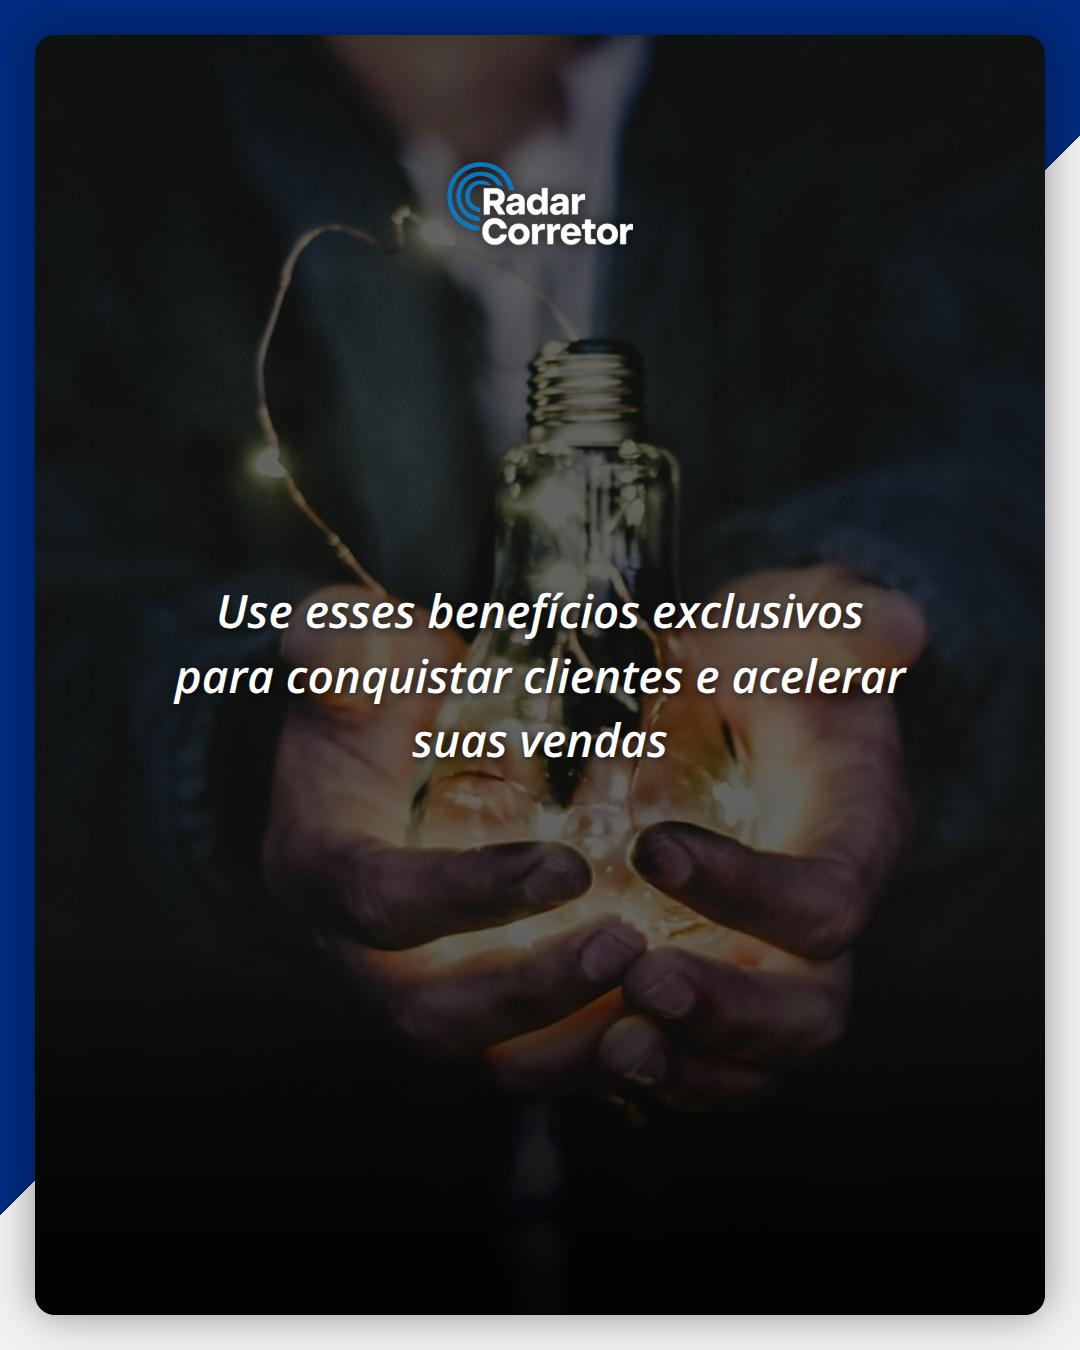 Radar
Corretor
Use esses benefícios exclusivos
para conquistar clientes e acelerar
suas vendas